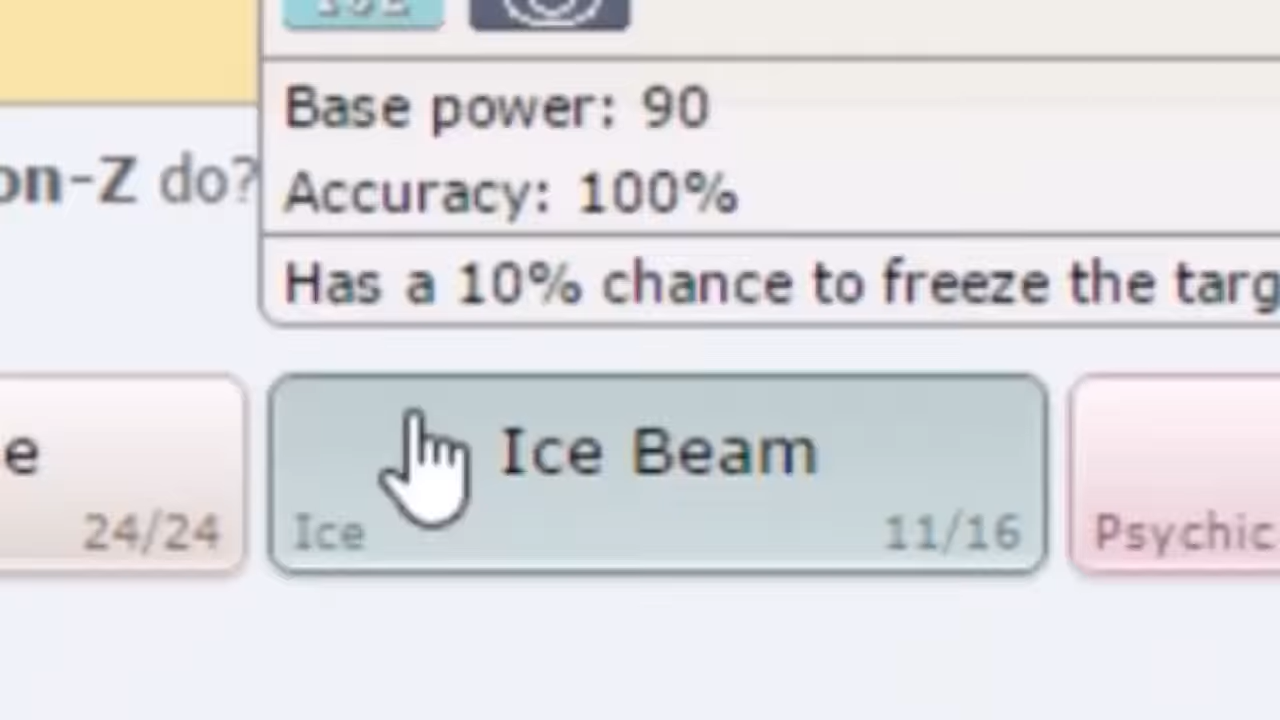 ICE
Base power: 90
on-Z do?
Accuracy: 100%
Has a 10% chance to freeze the targ
e
24/24
Ice Beam
Ice
11/16
Psychic